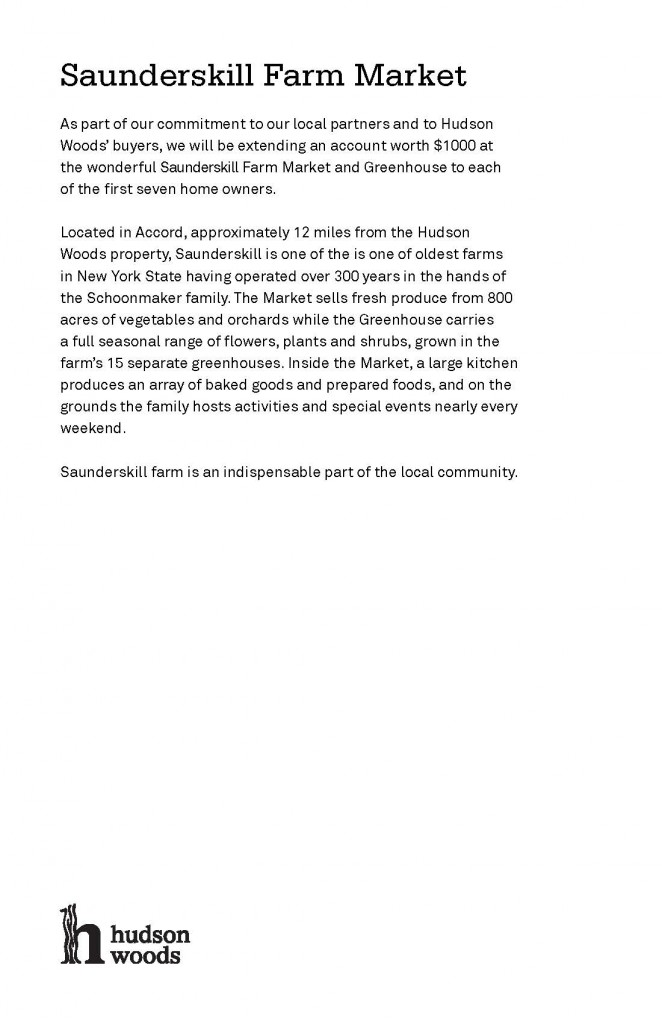 Saunderskill Farm Market
As part of our commitment to our local partners and to Hudson
Woods' buyers, we will be extending an account worth $1000 at
the wonderful Saunderskill Farm Market and Greenhouse to each
of the first seven home owners.
Located in Accord, approximately 12 miles from the Hudson
Woods property, Saunderskill is one of the is one of oldest farms
in New York State having operated over 300 years in the hands of
the Schoonmaker family. The Market sells fresh produce from 800
acres of vegetables and orchards while the Greenhouse carries
a full seasonal range of flowers, plants and shrubs, grown in the
farm's 15 separate greenhouses. Inside the Market, a large kitchen
produces an array of baked goods and prepared foods, and on the
grounds the family hosts activities and special events nearly every
weekend.
Saunderskill farm is an indispensable part of the local community.
h
hudson
woods